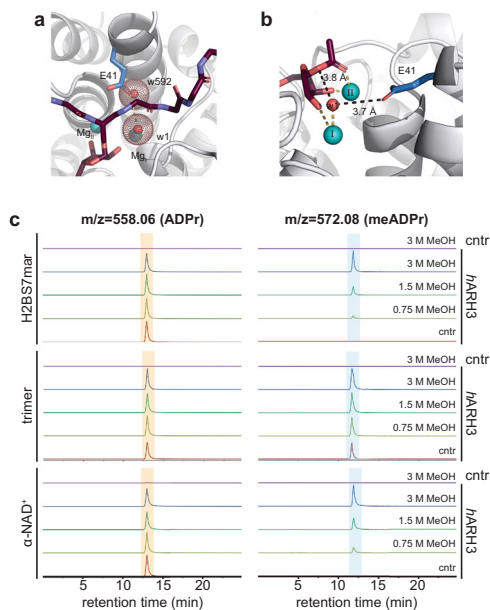 a
E41
w592
Mg_II
w1
Mg_I
b
E41
3.8 Å
II
3.7 Å
I
c
m/z=558.06 (ADPr)
m/z=572.08 (meADPr)
H2BS7mar
3 M MeOH
cntr
3 M MeOH
1.5 M MeOH
0.75 M MeOH
cntr
hARH3
trimer
3 M MeOH
cntr
3 M MeOH
1.5 M MeOH
0.75 M MeOH
cntr
hARH3
α-NAD⁺
3 M MeOH
cntr
3 M MeOH
1.5 M MeOH
0.75 M MeOH
cntr
hARH3
5 10 15 20
5 10 15 20
retention time (min)
retention time (min)